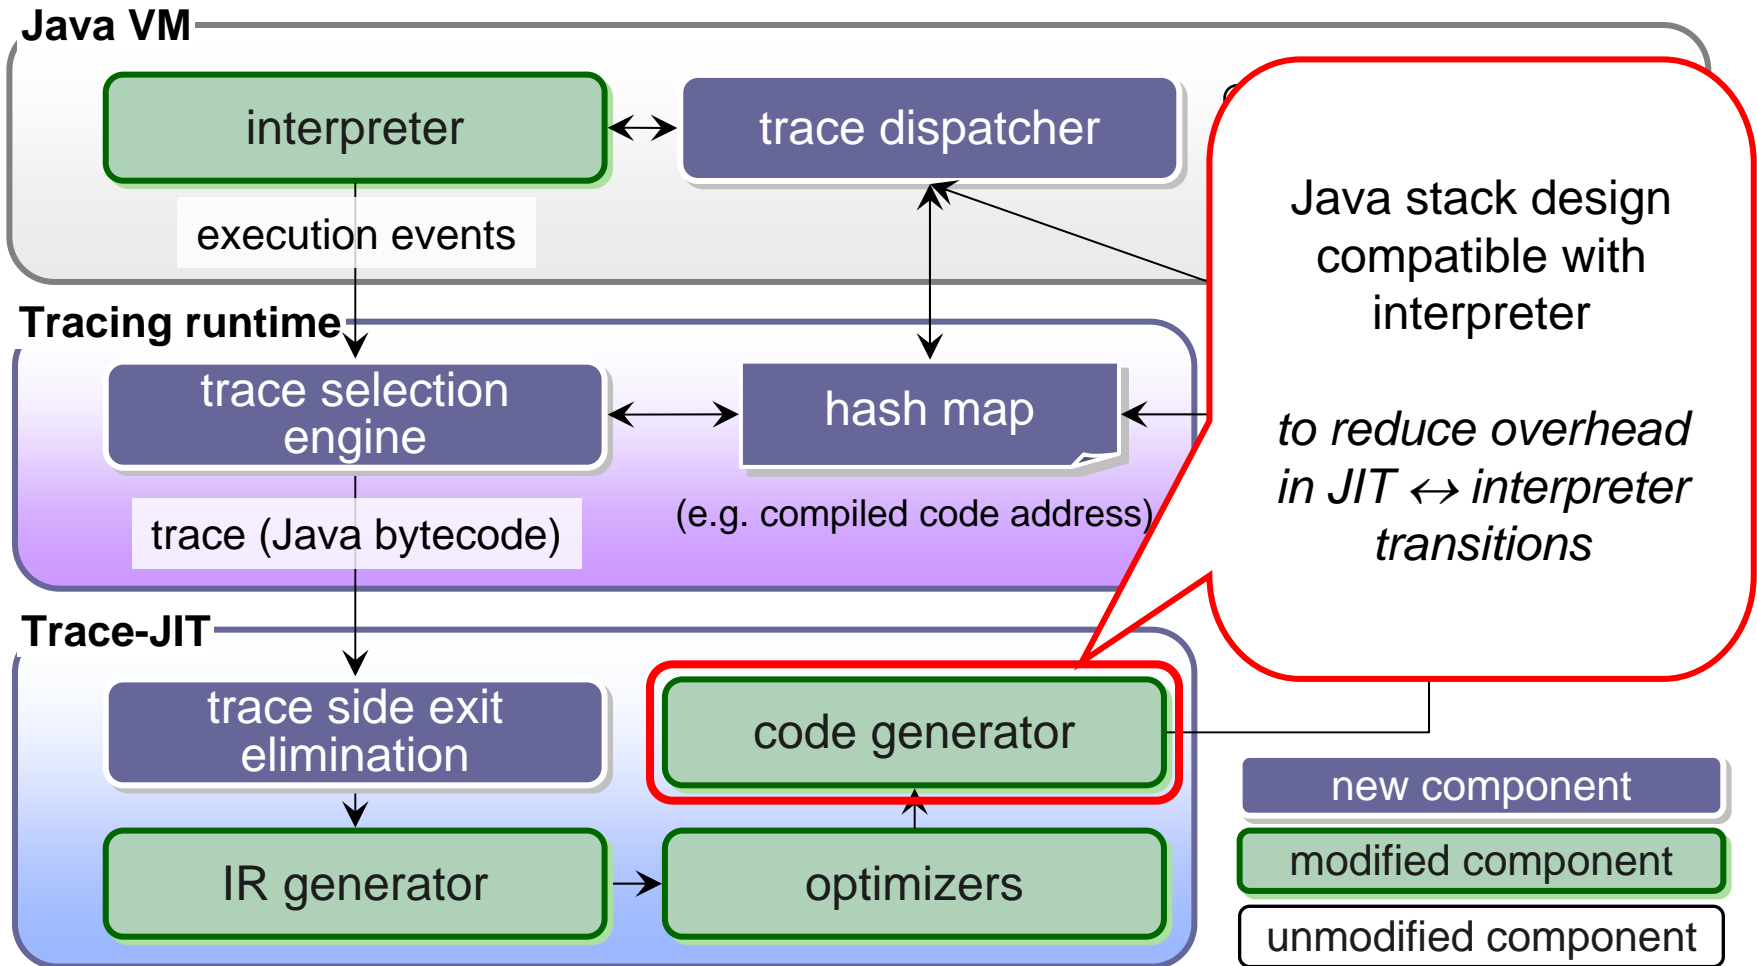 Java VM
interpreter
trace dispatcher
execution events
Java stack design
compatible with
interpreter
to reduce overhead
in JIT ↔ interpreter
transitions
Tracing runtime
trace selection
engine
hash map
(e.g. compiled code address)
trace (Java bytecode)
Trace-JIT
trace side exit
elimination
code generator
IR generator
optimizers
new component
modified component
unmodified component